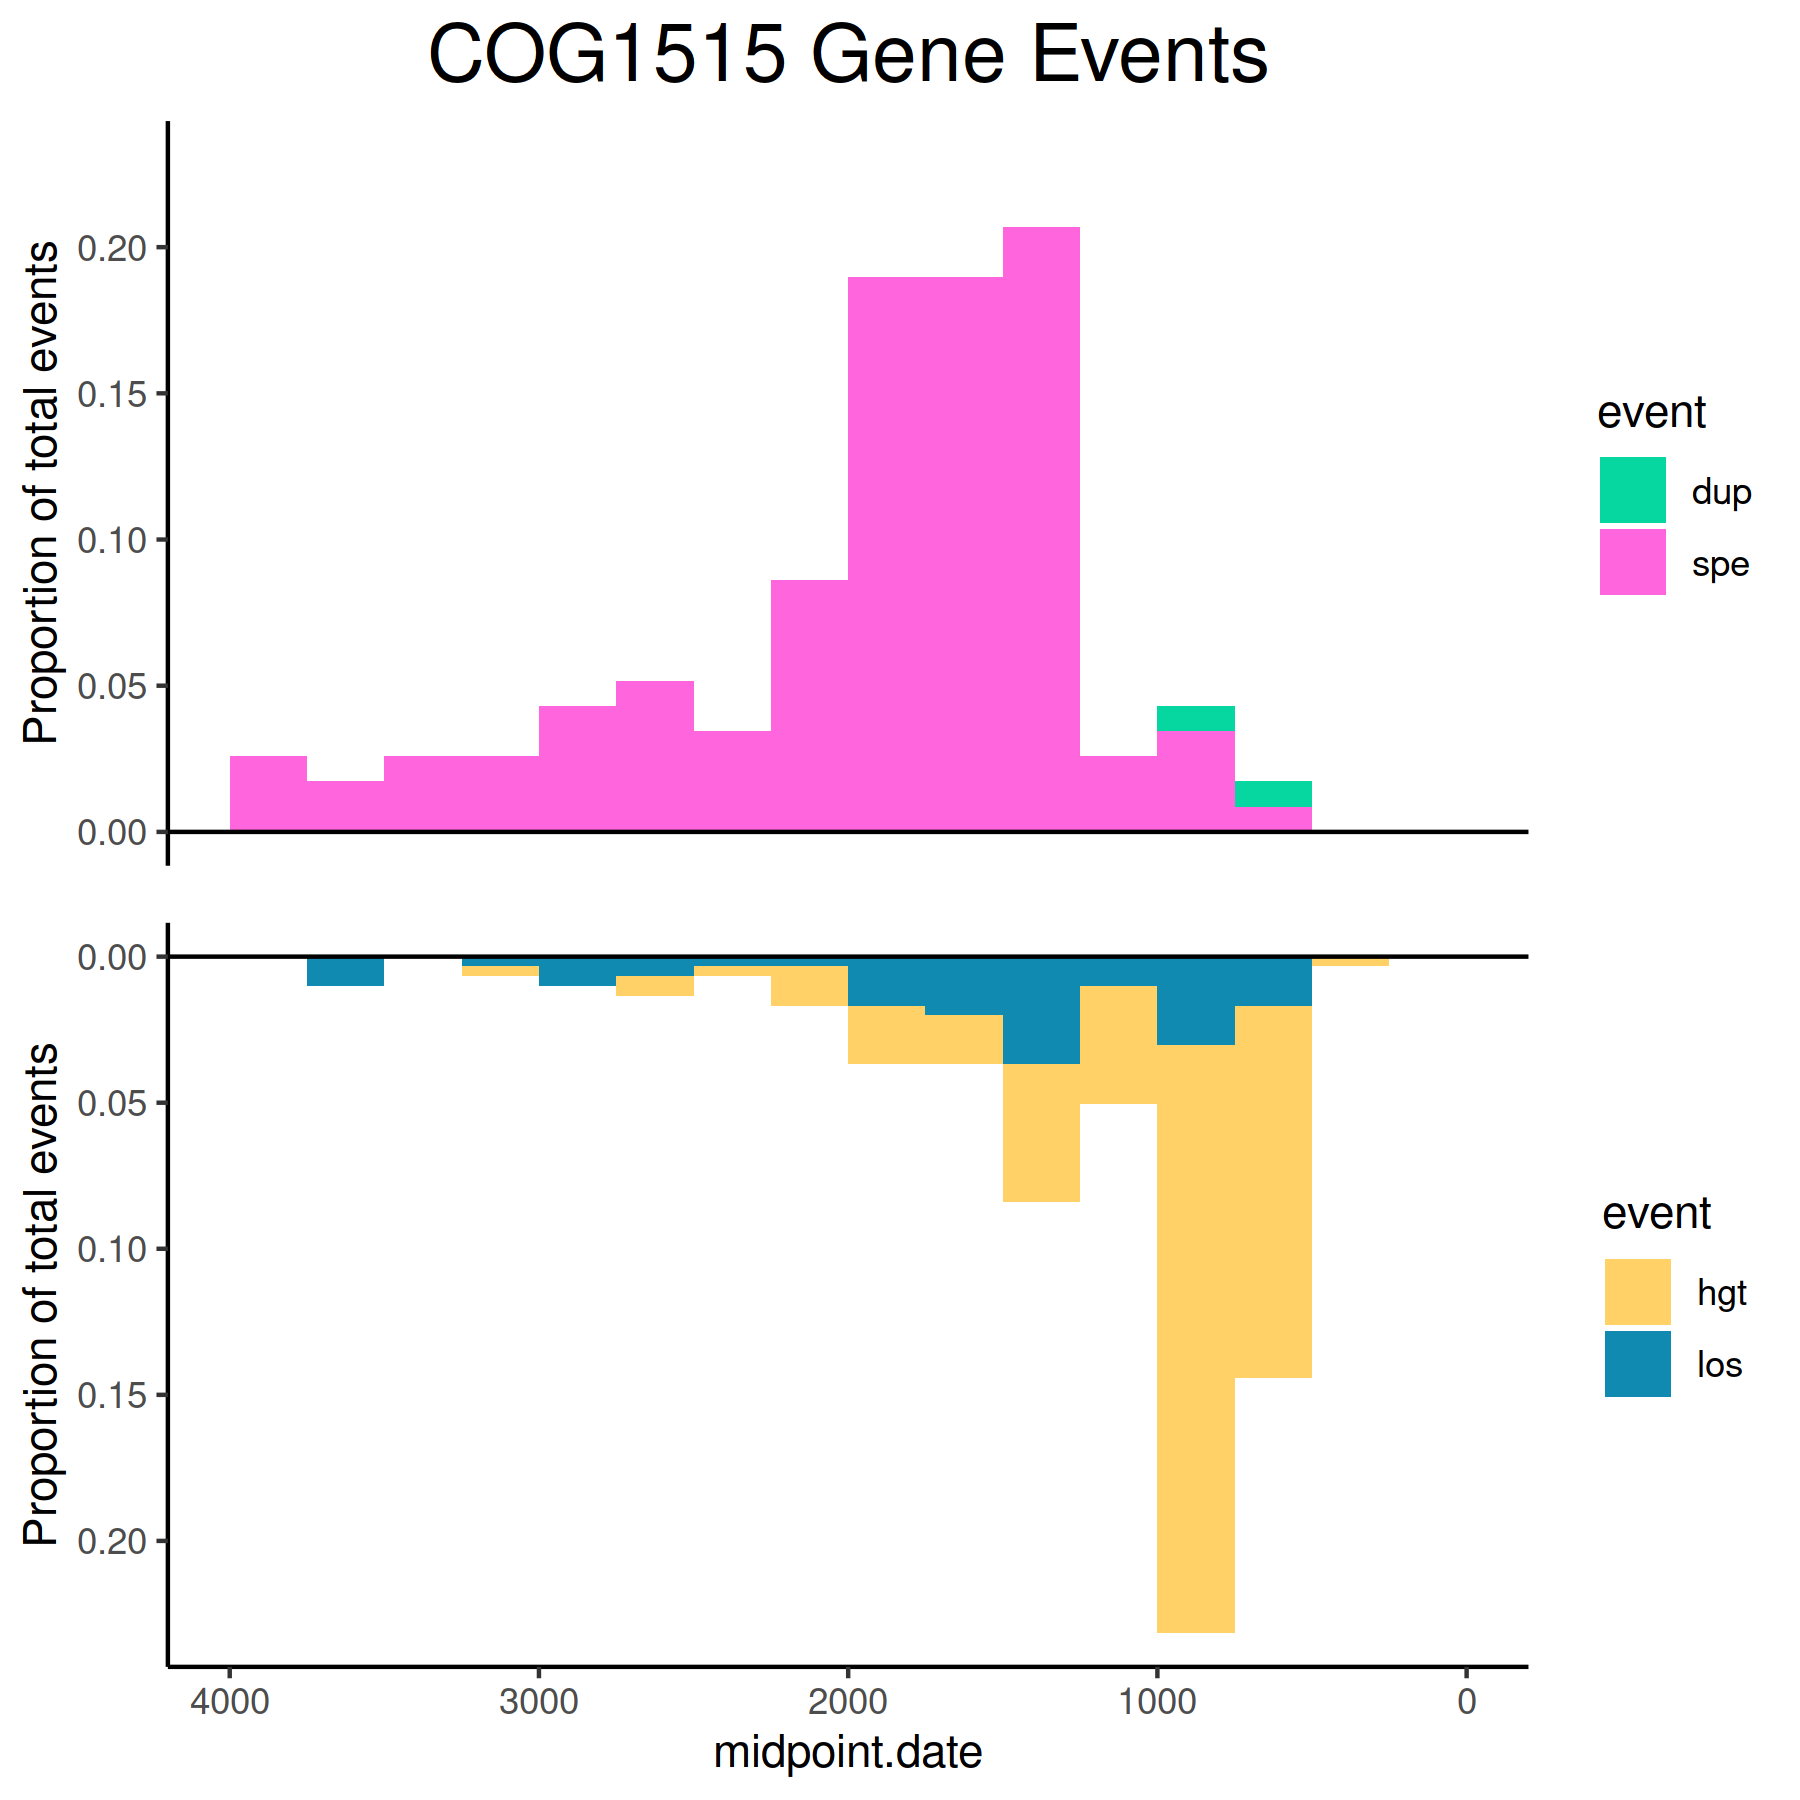 COG1515 Gene Events
Proportion of total events
0.20
0.15
0.10
0.05
0.00
event
dup
spe
Proportion of total events
0.00
0.05
0.10
0.15
0.20
event
hgt
los
4000 3000 2000 1000 0
midpoint.date